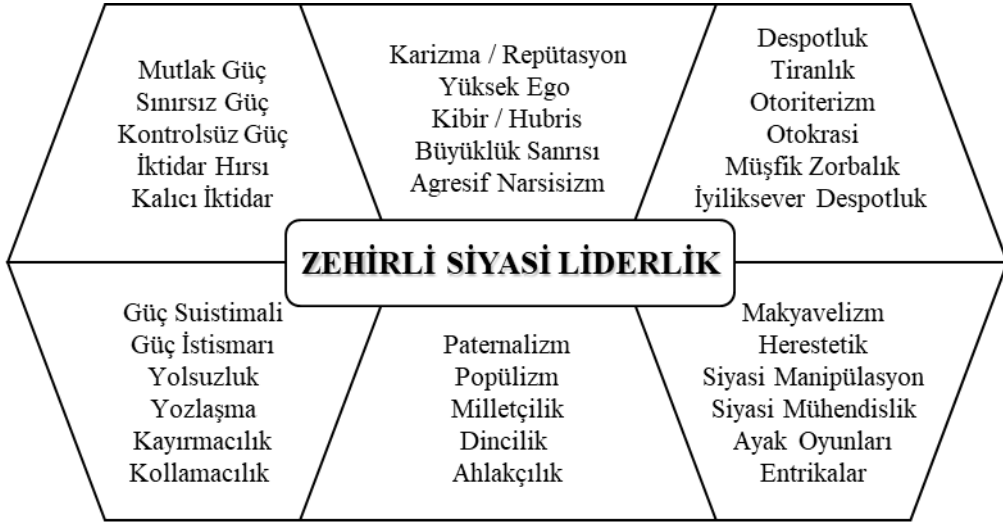 Mutlak Güç
Sınırsız Güç
Kontrolsüz Güç
İktidar Hırsı
Kalıcı İktidar
Karizma / Repütasyon
Yüksek Ego
Kibir / Hubris
Büyüklük Sanrısı
Agresif Narsisizm
Despotluk
Tiranlık
Otoriterizm
Otokrasi
Müşfik Zorbalık
İyiliksever Despotluk
ZEHİRLİ SİYASİ LİDERLİK
Güç Suistimali
Güç İstismarı
Yolsuzluk
Yozlaşma
Kayırmacılık
Kollamacılık
Paternalizm
Popülizm
Milletçilik
Dincilik
Ahlakçılık
Makyavelizm
Herestetik
Siyasi Manipülasyon
Siyasi Mühendislik
Ayak Oyunları
Entrikalar